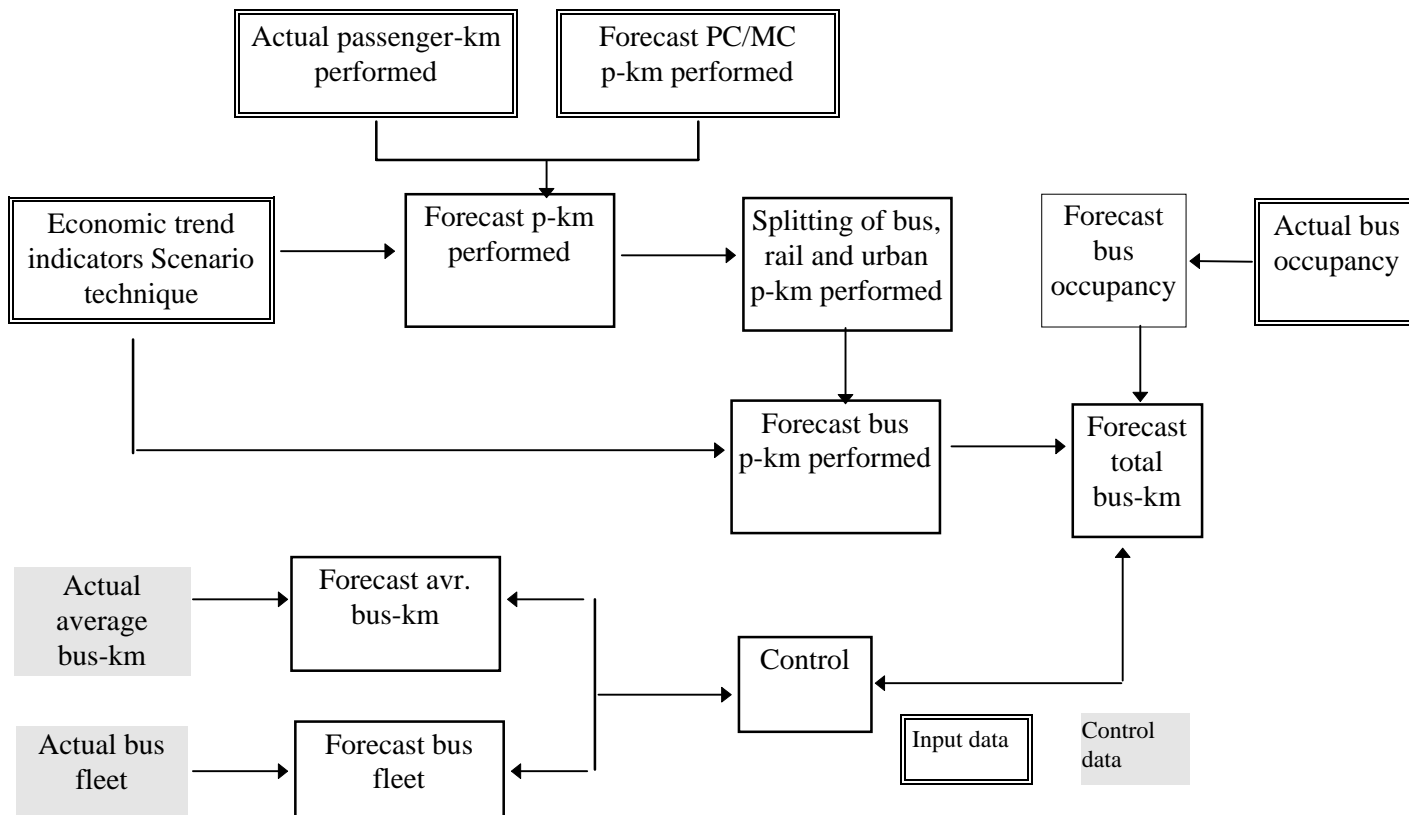 Actual passenger-km
performed
Forecast PC/MC
p-km performed
Economic trend
indicators Scenario
technique
Forecast p-km
performed
Splitting of bus,
rail and urban
p-km performed
Forecast
bus
occupancy
Actual bus
occupancy
Forecast bus
p-km performed
Forecast
total
bus-km
Actual
average
bus-km
Forecast avr.
bus-km
Control
Actual bus
fleet
Forecast bus
fleet
Input data
Control
data